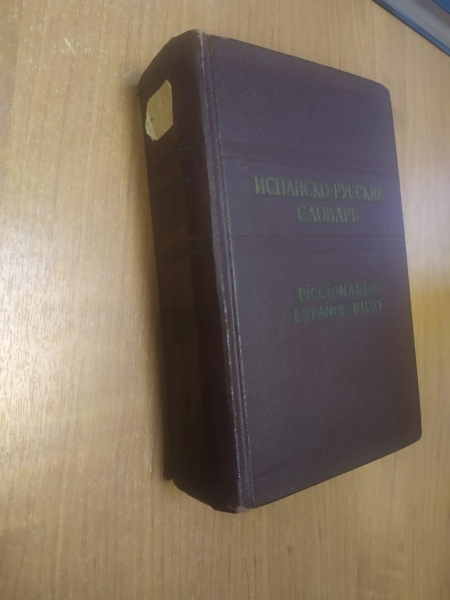 ИСПАНСКО-РУССКИЙ
СЛОВАРЬ
DICCIONARIO
ESPAÑOL-RUSO